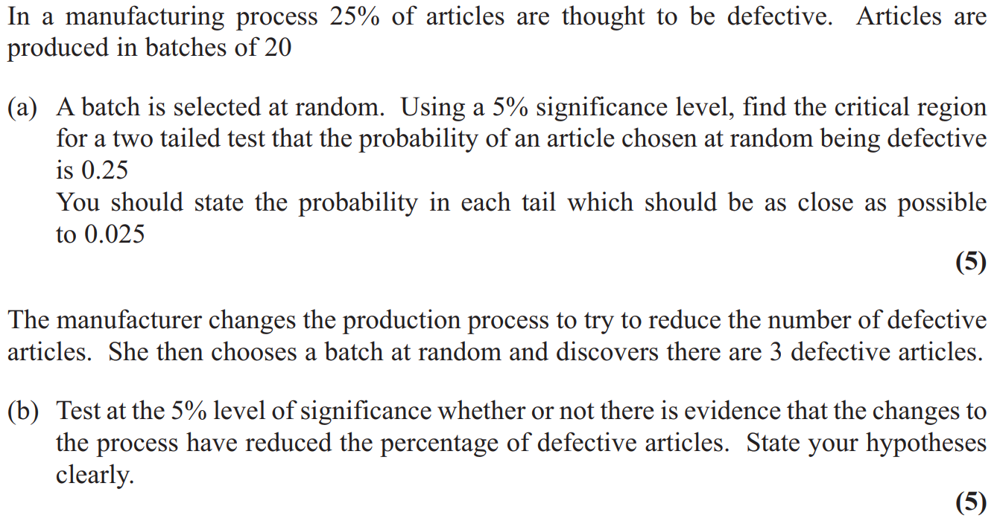 In a manufacturing process 25% of articles are thought to be defective. Articles are
produced in batches of 20
(a) A batch is selected at random. Using a 5% significance level, find the critical region
for a two tailed test that the probability of an article chosen at random being defective
is 0.25
You should state the probability in each tail which should be as close as possible
to 0.025
(5)
The manufacturer changes the production process to try to reduce the number of defective
articles. She then chooses a batch at random and discovers there are 3 defective articles.
(b) Test at the 5% level of significance whether or not there is evidence that the changes to
the process have reduced the percentage of defective articles. State your hypotheses
clearly.
(5)